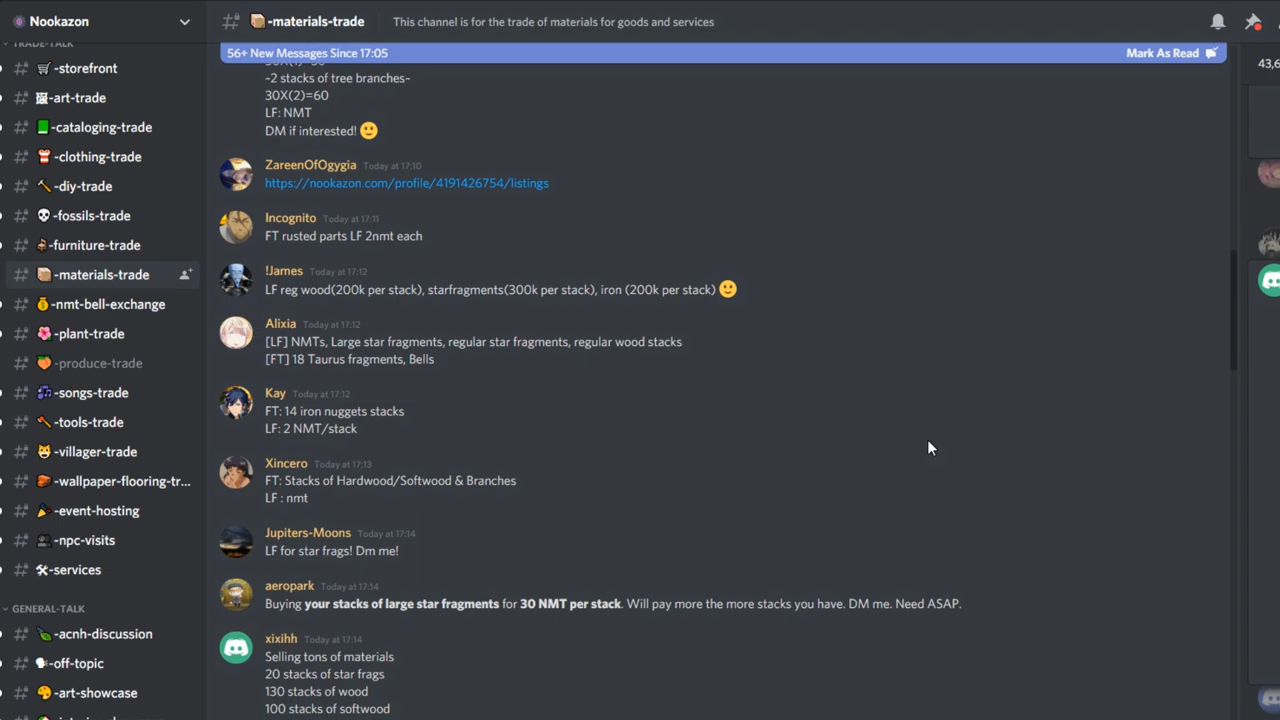 Nookazon
-materials-trade
This channel is for the trade of materials for goods and services
56+ New Messages Since 17:05
Mark As Read
43,6
TRADE-TALK
-storefront
-art-trade
-cataloging-trade
-clothing-trade
-diy-trade
-fossils-trade
-furniture-trade
-materials-trade
-nmt-bell-exchange
-plant-trade
-produce-trade
-songs-trade
-tools-trade
-villager-trade
-wallpaper-flooring-tr...
-event-hosting
-npc-visits
-services
GENERAL-TALK
-acnh-discussion
-off-topic
-art-showcase
~2 stacks of tree branches~
30X(2)=60
LF: NMT
DM if interested!
ZareenOfOgygia Today at 17:10
https://nookazon.com/profile/4191426754/listings
Incognito Today at 17:11
FT rusted parts LF 2nmt each
!James Today at 17:12
LF reg wood(200k per stack), starfragments(300k per stack), iron (200k per stack)
Alixia Today at 17:12
[LF] NMTs, Large star fragments, regular star fragments, regular wood stacks
[FT] 18 Taurus fragments, Bells
Kay Today at 17:12
FT: 14 iron nuggets stacks
LF: 2 NMT/stack
Xincero Today at 17:13
FT: Stacks of Hardwood/Softwood & Branches
LF : nmt
Jupiters-Moons Today at 17:14
LF for star frags! Dm me!
aeropark Today at 17:14
Buying your stacks of large star fragments for 30 NMT per stack. Will pay more the more stacks you have. DM me. Need ASAP.
xixihh Today at 17:14
Selling tons of materials
20 stacks of star frags
130 stacks of wood
100 stacks of softwood